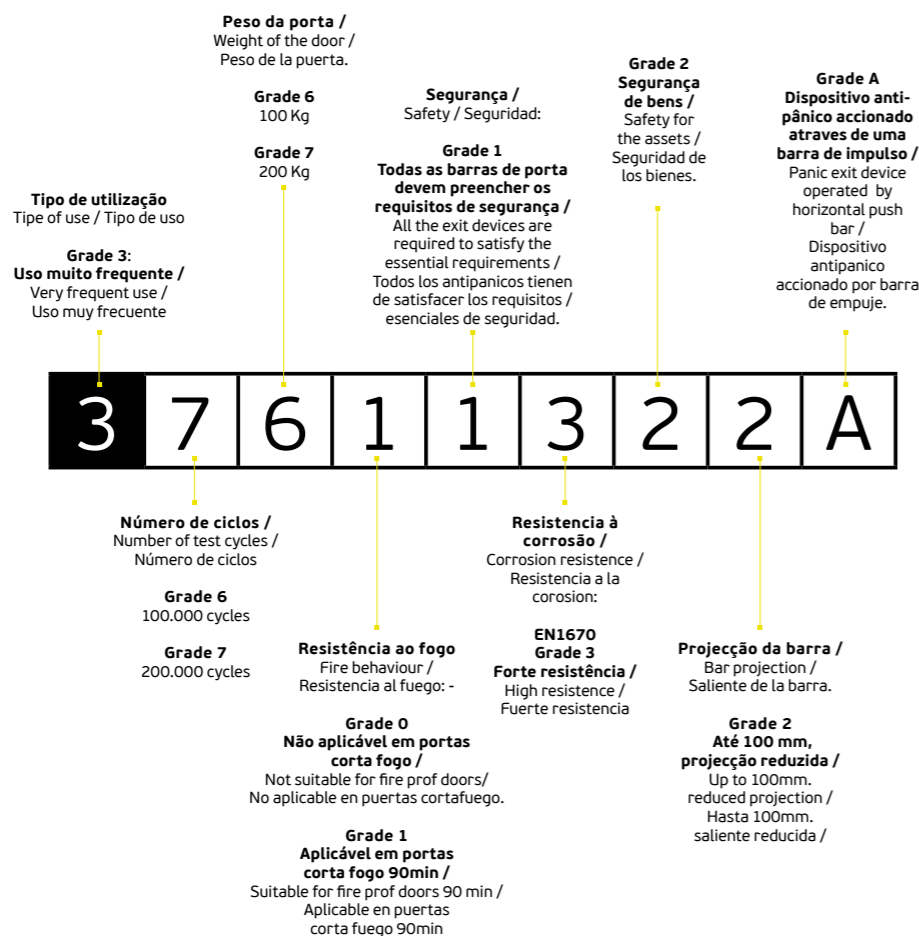 Peso da porta /
Weight of the door /
Peso de la puerta.
Grade 6
100 Kg
Grade 7
200 Kg
Segurança /
Safety / Seguridad:
Grade 1
Todas as barras de porta
devem preencher os
requisitos de segurança /
All the exit devices are
required to satisfy the
essential requirements /
Todos los antipanicos tienen
de satisfacer los requisitos /
esenciales de seguridad.
Grade 2
Segurança
de bens /
Safety for
the assets /
Seguridad de
los bienes.
Grade A
Dispositivo anti-
pânico accionado
atraves de uma
barra de impulso /
Panic exit device
operated by
horizontal push
bar /
Dispositivo
antipanico
accionado por barra
de empuje.
Tipo de utilização
Tipe of use / Tipo de uso
Grade 3:
Uso muito frequente /
Very frequent use /
Uso muy frecuente
3 7 6 1 1 3 2 2 A
Número de ciclos /
Number of test cycles /
Número de ciclos
Grade 6
100.000 cycles
Grade 7
200.000 cycles
Resistência ao fogo
Fire behaviour /
Resistencia al fuego: -
Grade 0
Não aplicável em portas
corta fogo /
Not suitable for fire prof doors/
No aplicable en puertas cortafuego.
Grade 1
Aplicável em portas
corta fogo 90min /
Suitable for fire prof doors 90 min /
Aplicable en puertas
corta fuego 90min
Resistencia à
corrosão /
Corrosion resistence /
Resistencia a la
corosion:
EN1670
Grade 3
Forte resistência /
High resistence /
Fuerte resistencia
Projecção da barra /
Bar projection /
Saliente de la barra.
Grade 2
Até 100 mm,
projecção reduzida /
Up to 100mm.
reduced projection /
Hasta 100mm.
saliente reducida /